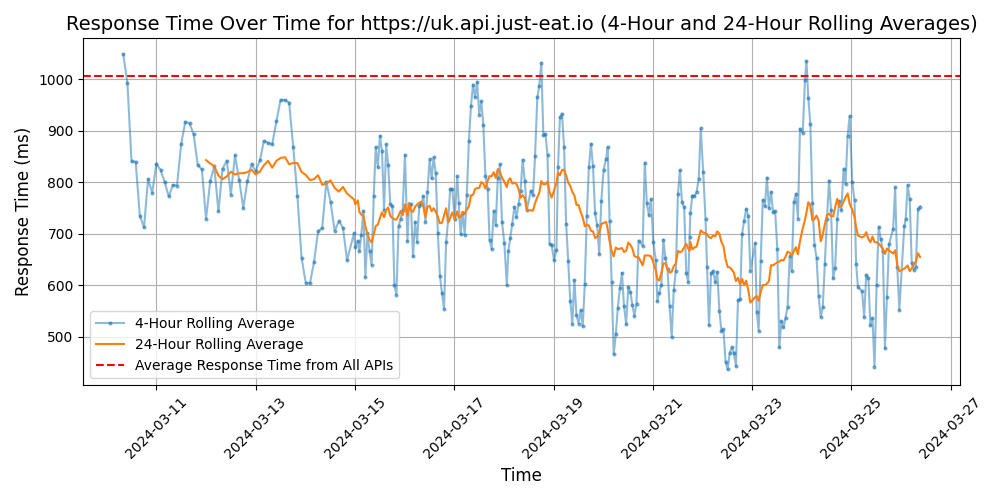 Response Time Over Time for https://uk.api.just-eat.io (4-Hour and 24-Hour Rolling Averages)
Response Time (ms)
1000
900
800
700
600
500
4-Hour Rolling Average
24-Hour Rolling Average
Average Response Time from All APIs
2024-03-11
2024-03-13
2024-03-15
2024-03-17
2024-03-19
2024-03-21
2024-03-23
2024-03-25
2024-03-27
Time